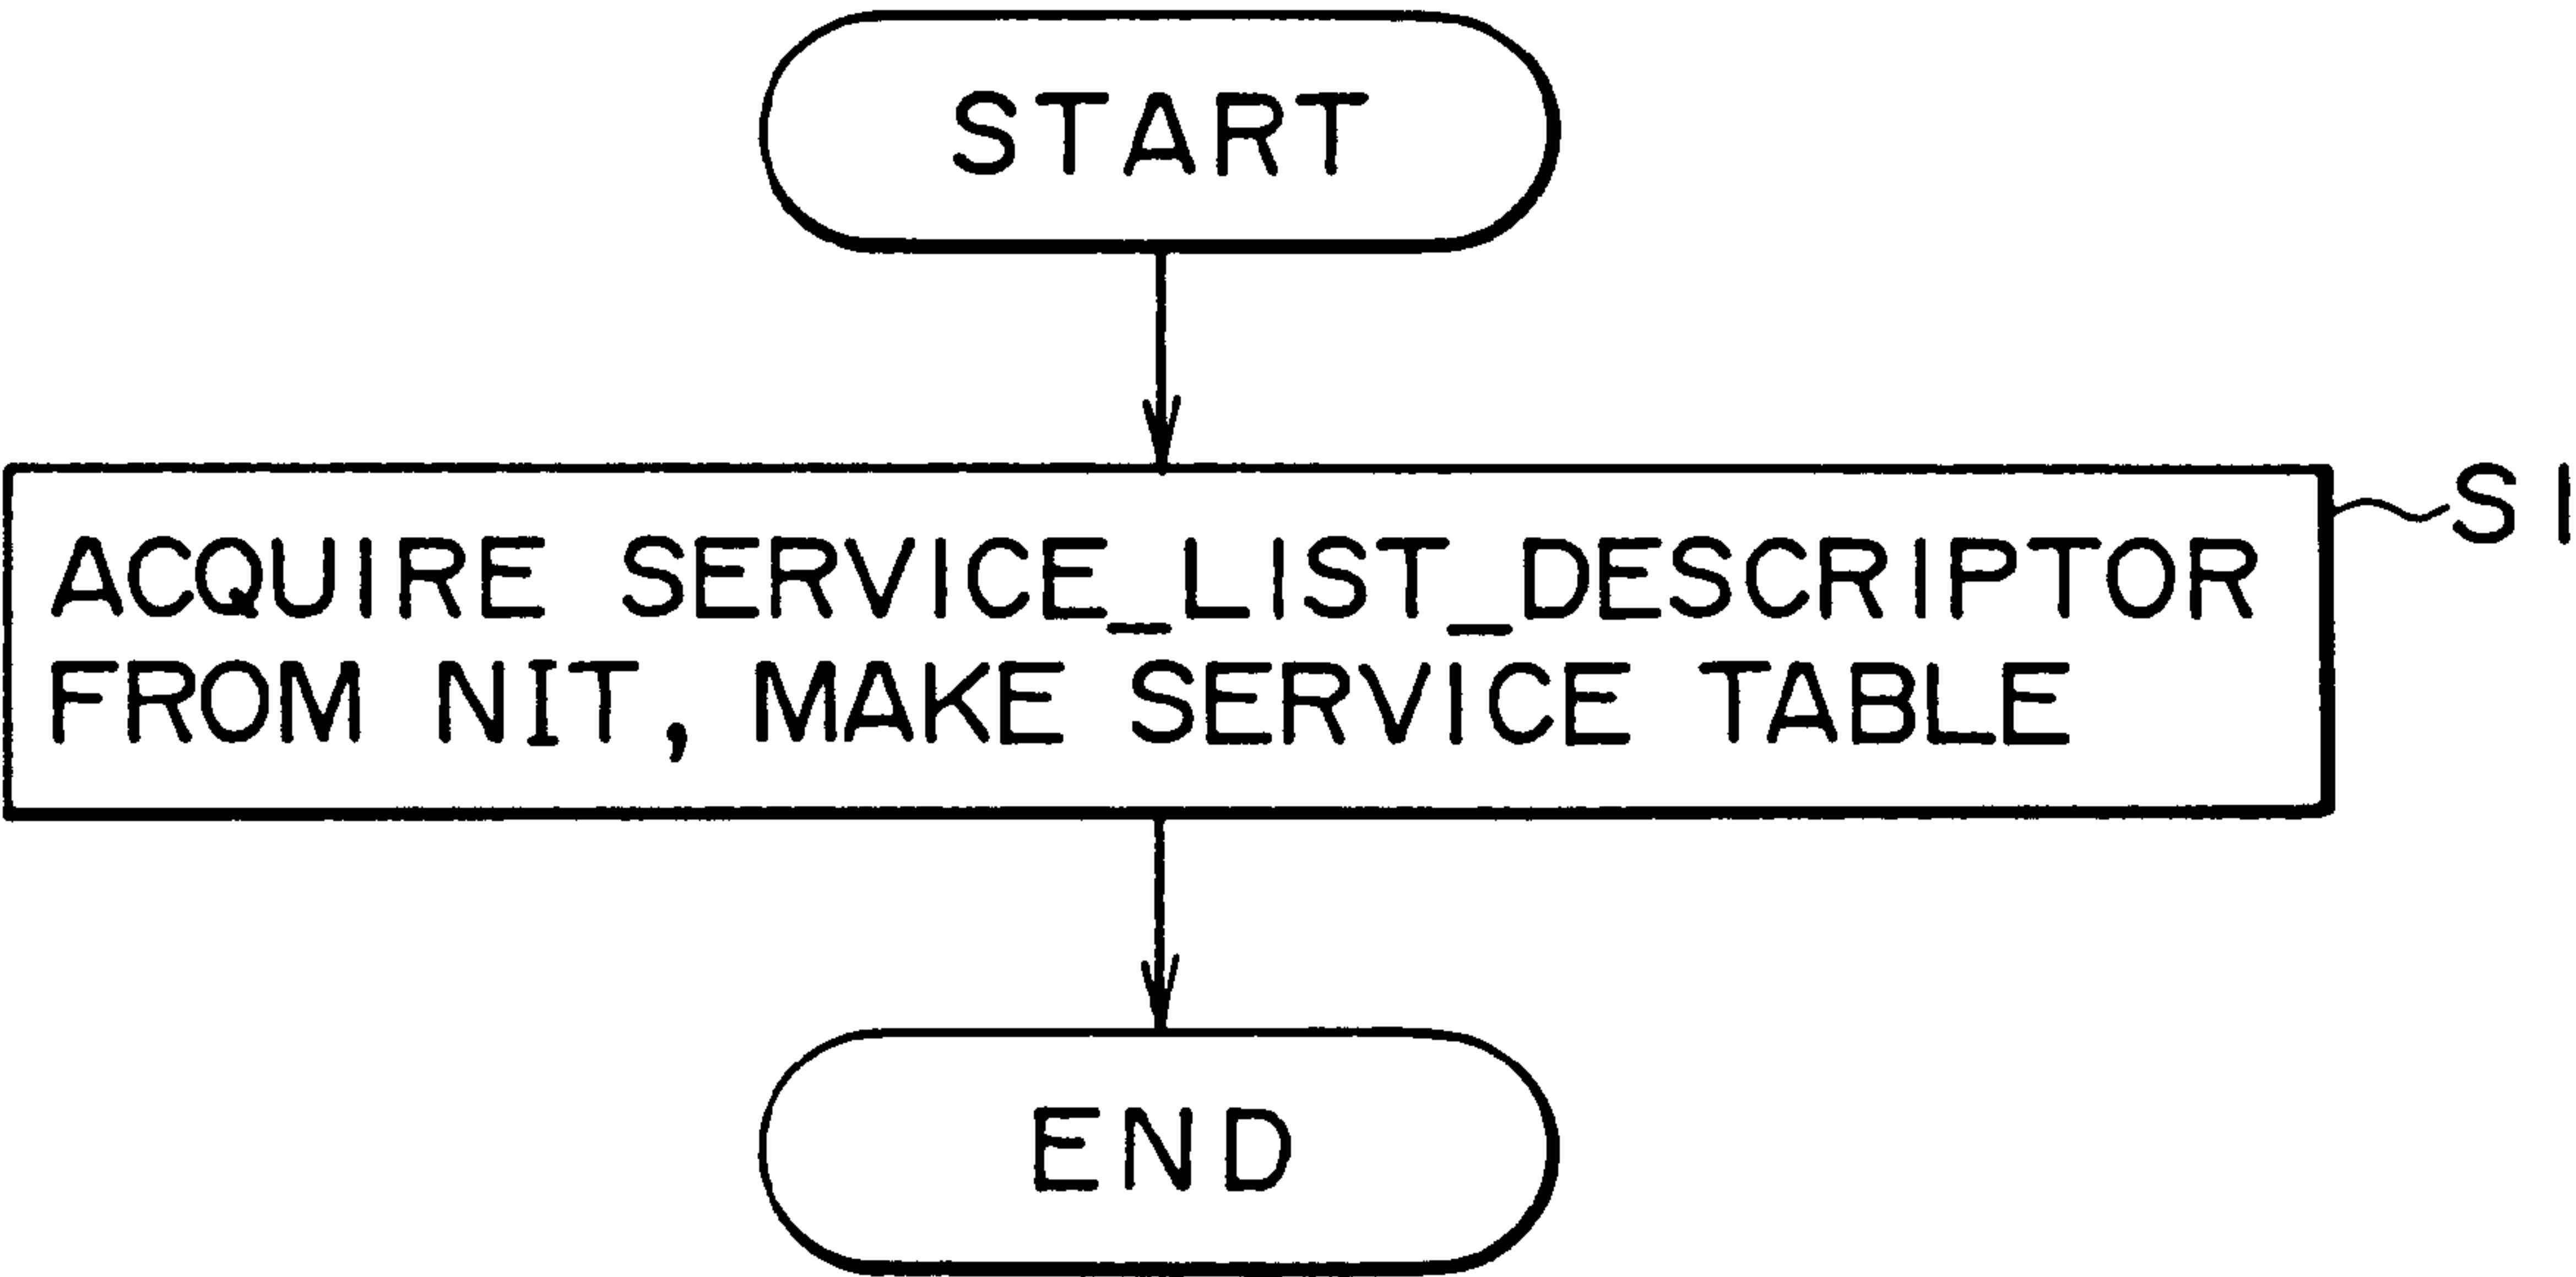 START
S1
ACQUIRE SERVICE_LIST_DESCRIPTOR
FROM NIT, MAKE SERVICE TABLE
END